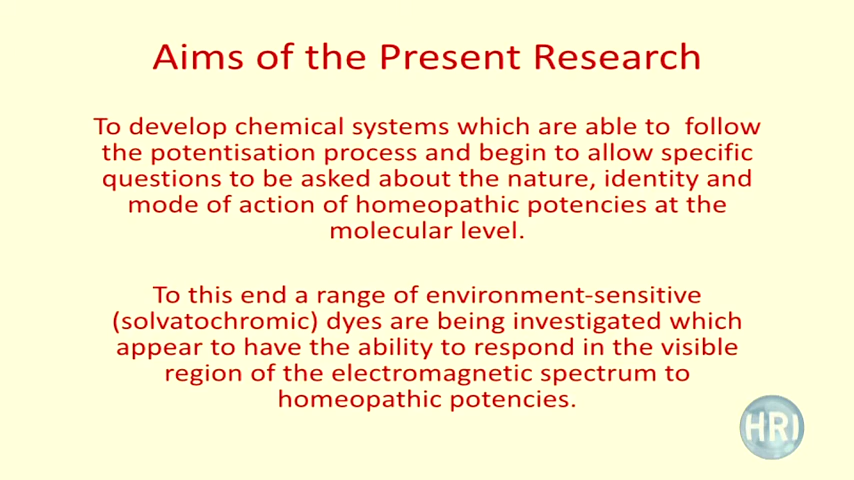 Aims of the Present Research
To develop chemical systems which are able to follow
the potentisation process and begin to allow specific
questions to be asked about the nature, identity and
mode of action of homeopathic potencies at the
molecular level.
To this end a range of environment-sensitive
(solvatochromic) dyes are being investigated which
appear to have the ability to respond in the visible
region of the electromagnetic spectrum to
homeopathic potencies.
HRI